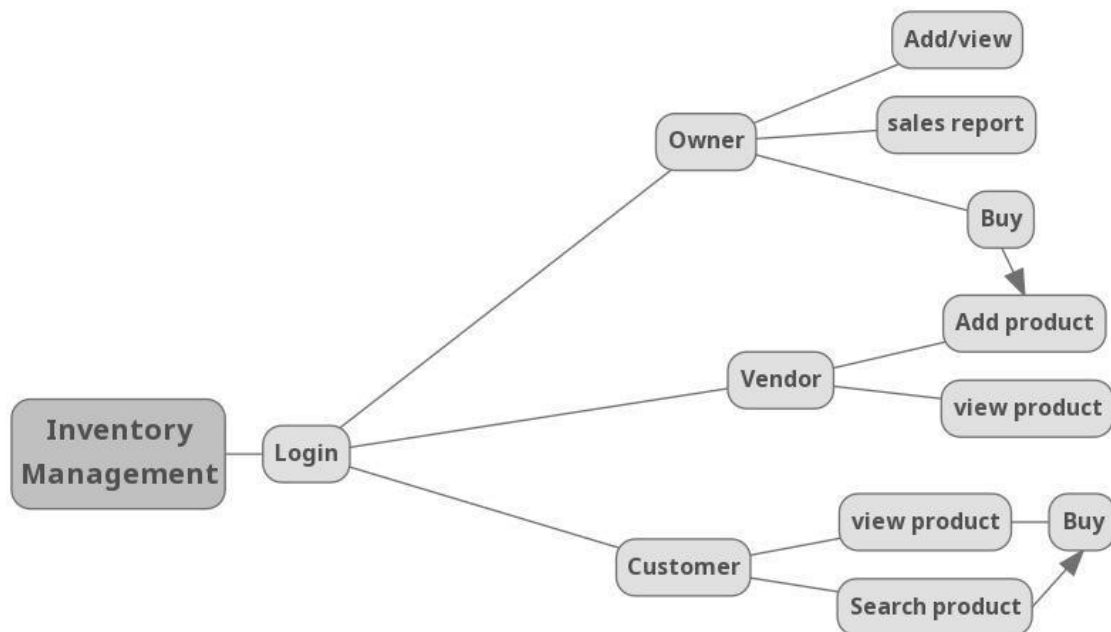 Add/view
sales report
Owner
Buy
Add product
Vendor
view product
Inventory
Management
Login
view product
Buy
Customer
Search product